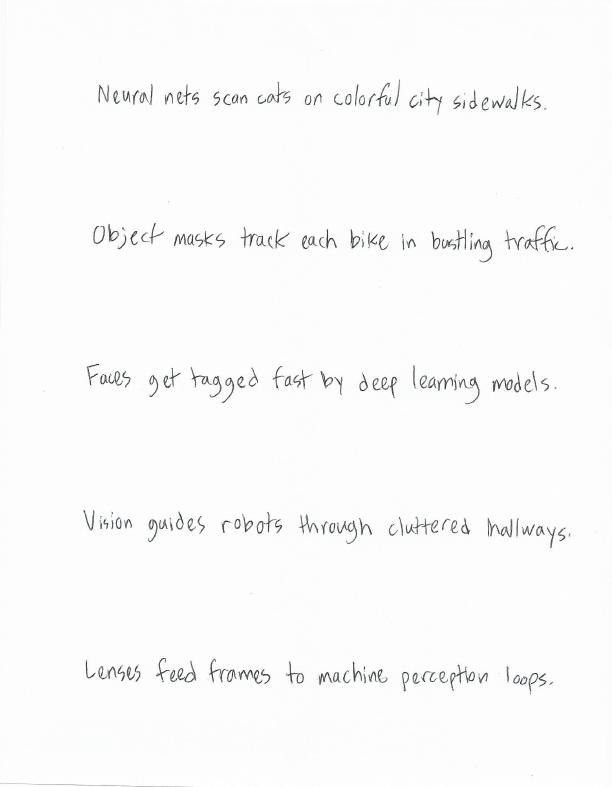 Neural nets scan cats on colorful city sidewalks.
Object masks track each bike in bustling traffic.
Faces get tagged fast by deep learning models.
Vision guides robots through cluttered hallways.
Lenses feed frames to machine perception loops.